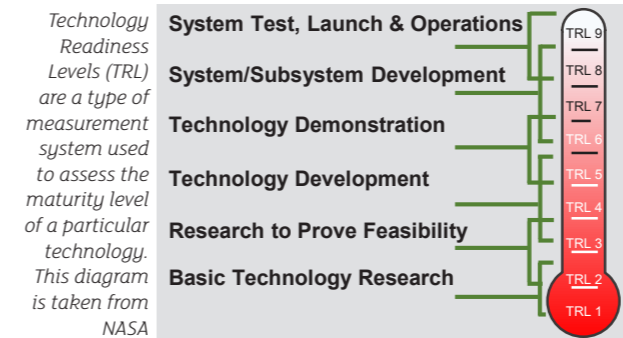 Technology
Readiness
Levels (TRL)
are a type of
measurement
system used
to assess the
maturity level
of a particular
technology.
This diagram
is taken from
NASA
System Test, Launch & Operations
System/Subsystem Development
Technology Demonstration
Technology Development
Research to Prove Feasibility
Basic Technology Research
TRL 9
TRL 8
TRL 7
TRL 6
TRL 5
TRL 4
TRL 3
TRL 2
TRL 1